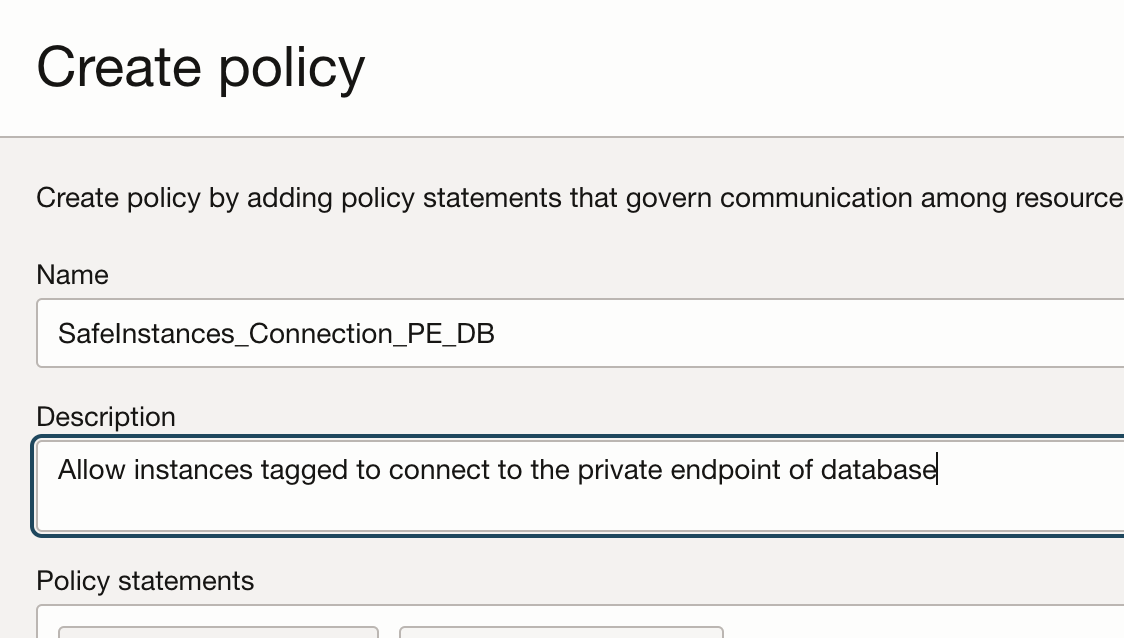 Create policy
Create policy by adding policy statements that govern communication among resource
Name
SafeInstances_Connection_PE_DB
Description
Allow instances tagged to connect to the private endpoint of database
Policy statements